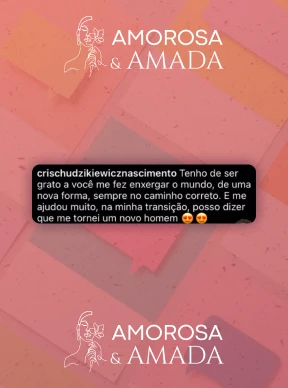 AMOROSA
& AMADA
crischudzikiewicznascimento Tenho de ser
grato a você me fez enxergar o mundo, de uma
nova forma, sempre no caminho correto. E me
ajudou muito, na minha transição, posso dizer
que me tornei um novo homem 😍😍
AMOROSA
& AMADA